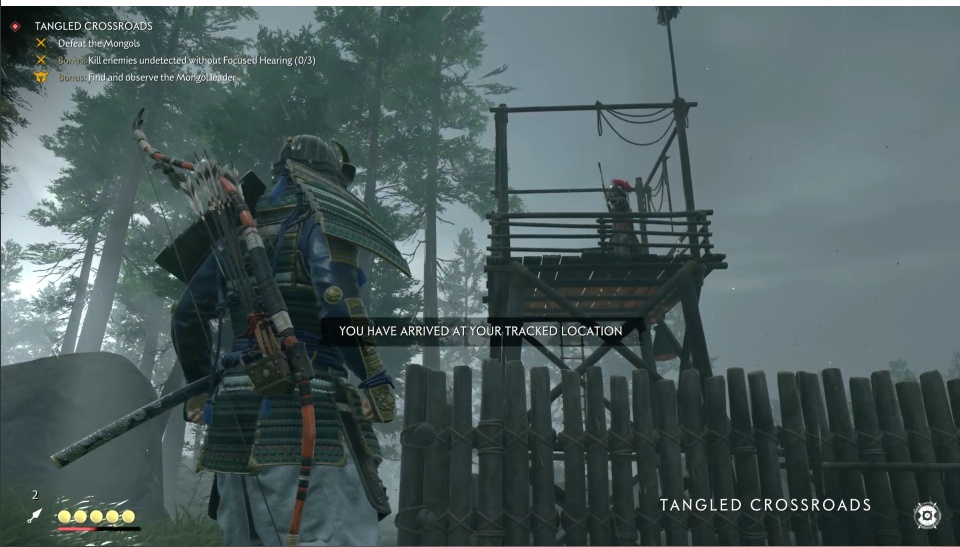 TANGLED CROSSROADS
Defeat the Mongols
Bonus: Kill enemies undetected without Focused Hearing (0/3)
Bonus: Find and observe the Mongol leader
YOU HAVE ARRIVED AT YOUR TRACKED LOCATION
2
TANGLED CROSSROADS